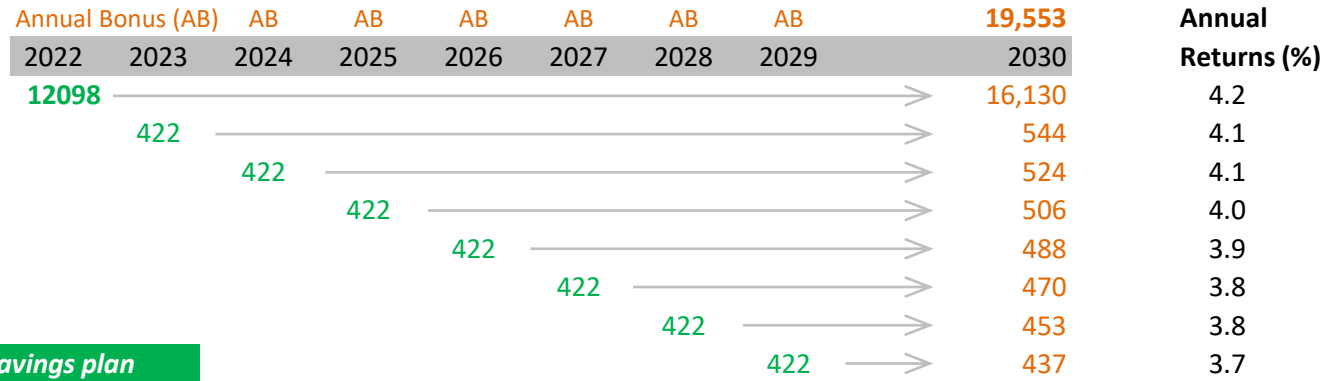 Annual Bonus (AB) AB AB AB AB AB AB 19,553 Annual
2022 2023 2024 2025 2026 2027 2028 2029 2030 Returns (%)
12098 16,130 4.2
422 544 4.1
422 524 4.1
422 506 4.0
422 488 3.9
422 470 3.8
422 453 3.8
avings plan 422 437 3.7